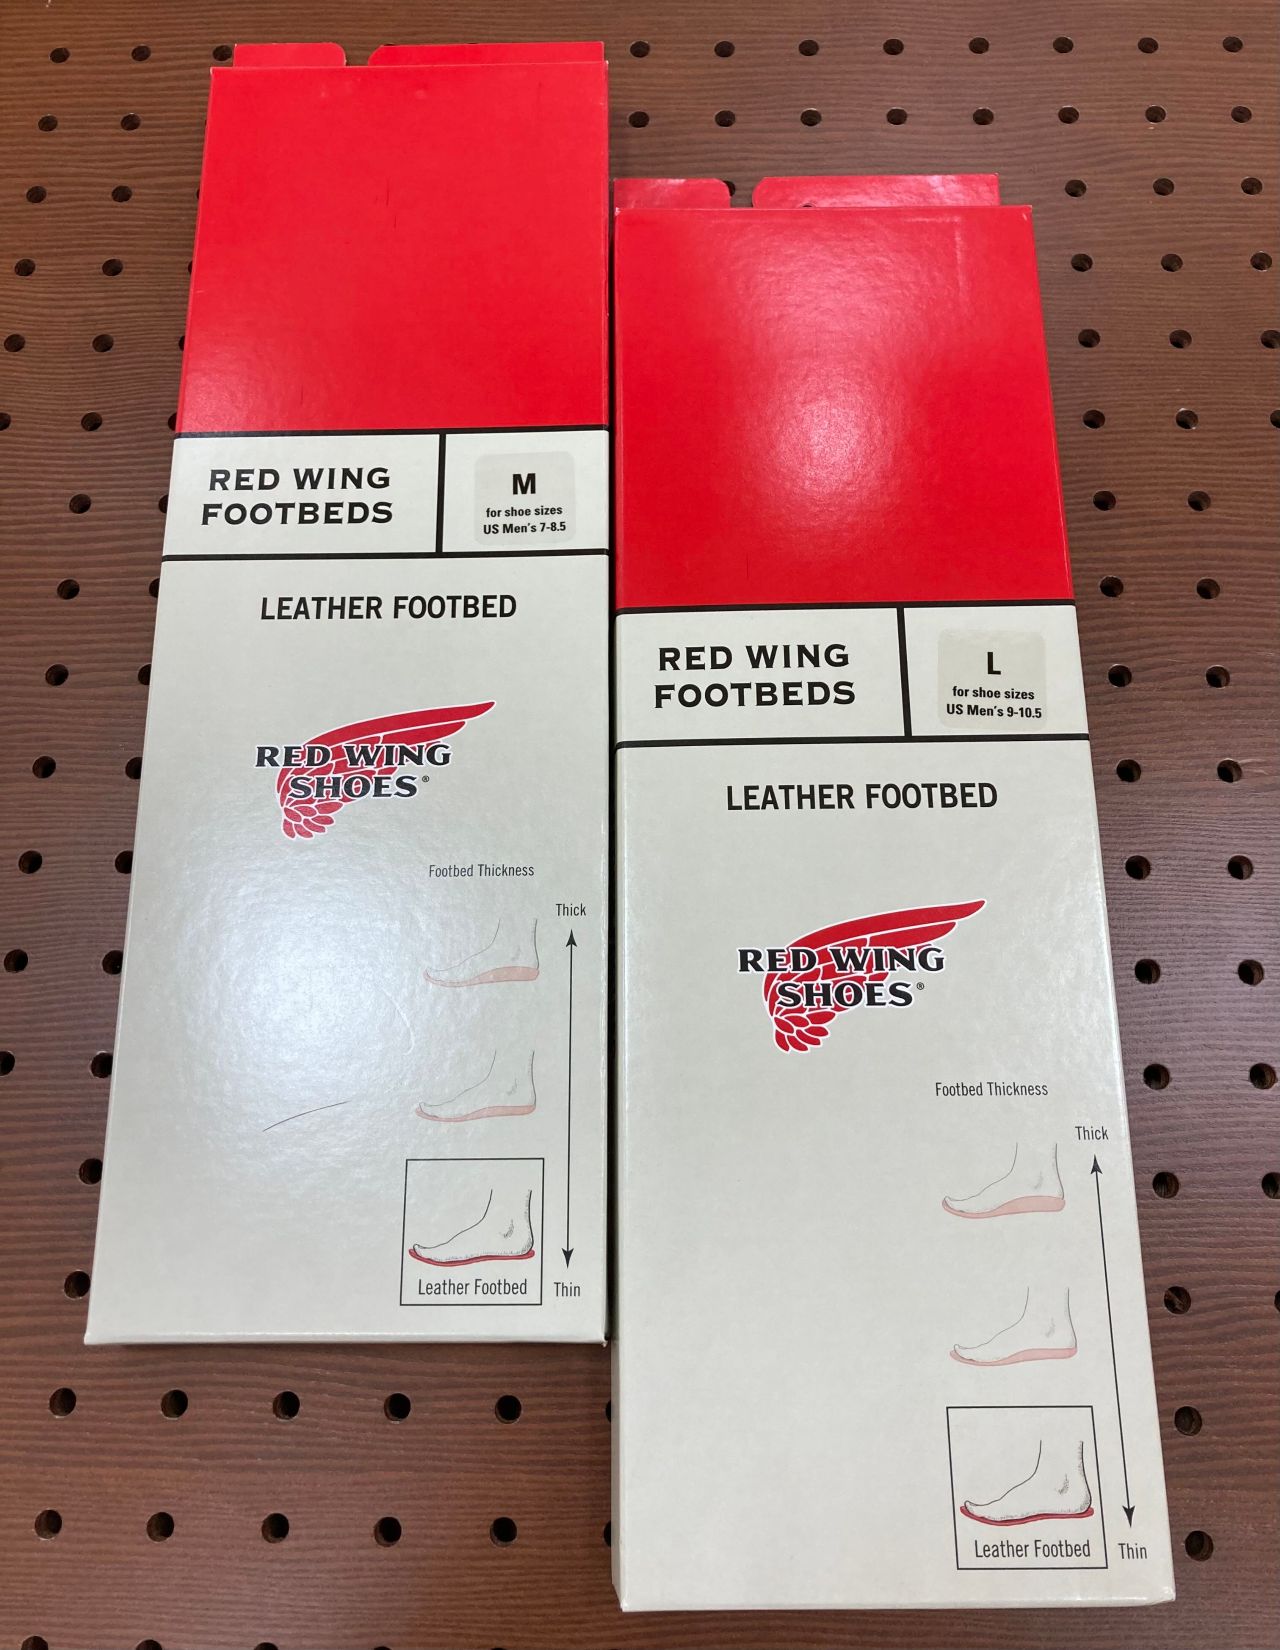 RED WING
FOOTBEDS
M
for shoe sizes
US Men's 7-8.5
LEATHER FOOTBED
RED WING
SHOES®
Footbed Thickness
Thick
Leather Footbed
Thin
RED WING
FOOTBEDS
L
for shoe sizes
US Men's 9-10.5
LEATHER FOOTBED
RED WING
SHOES®
Footbed Thickness
Thick
Leather Footbed
Thin